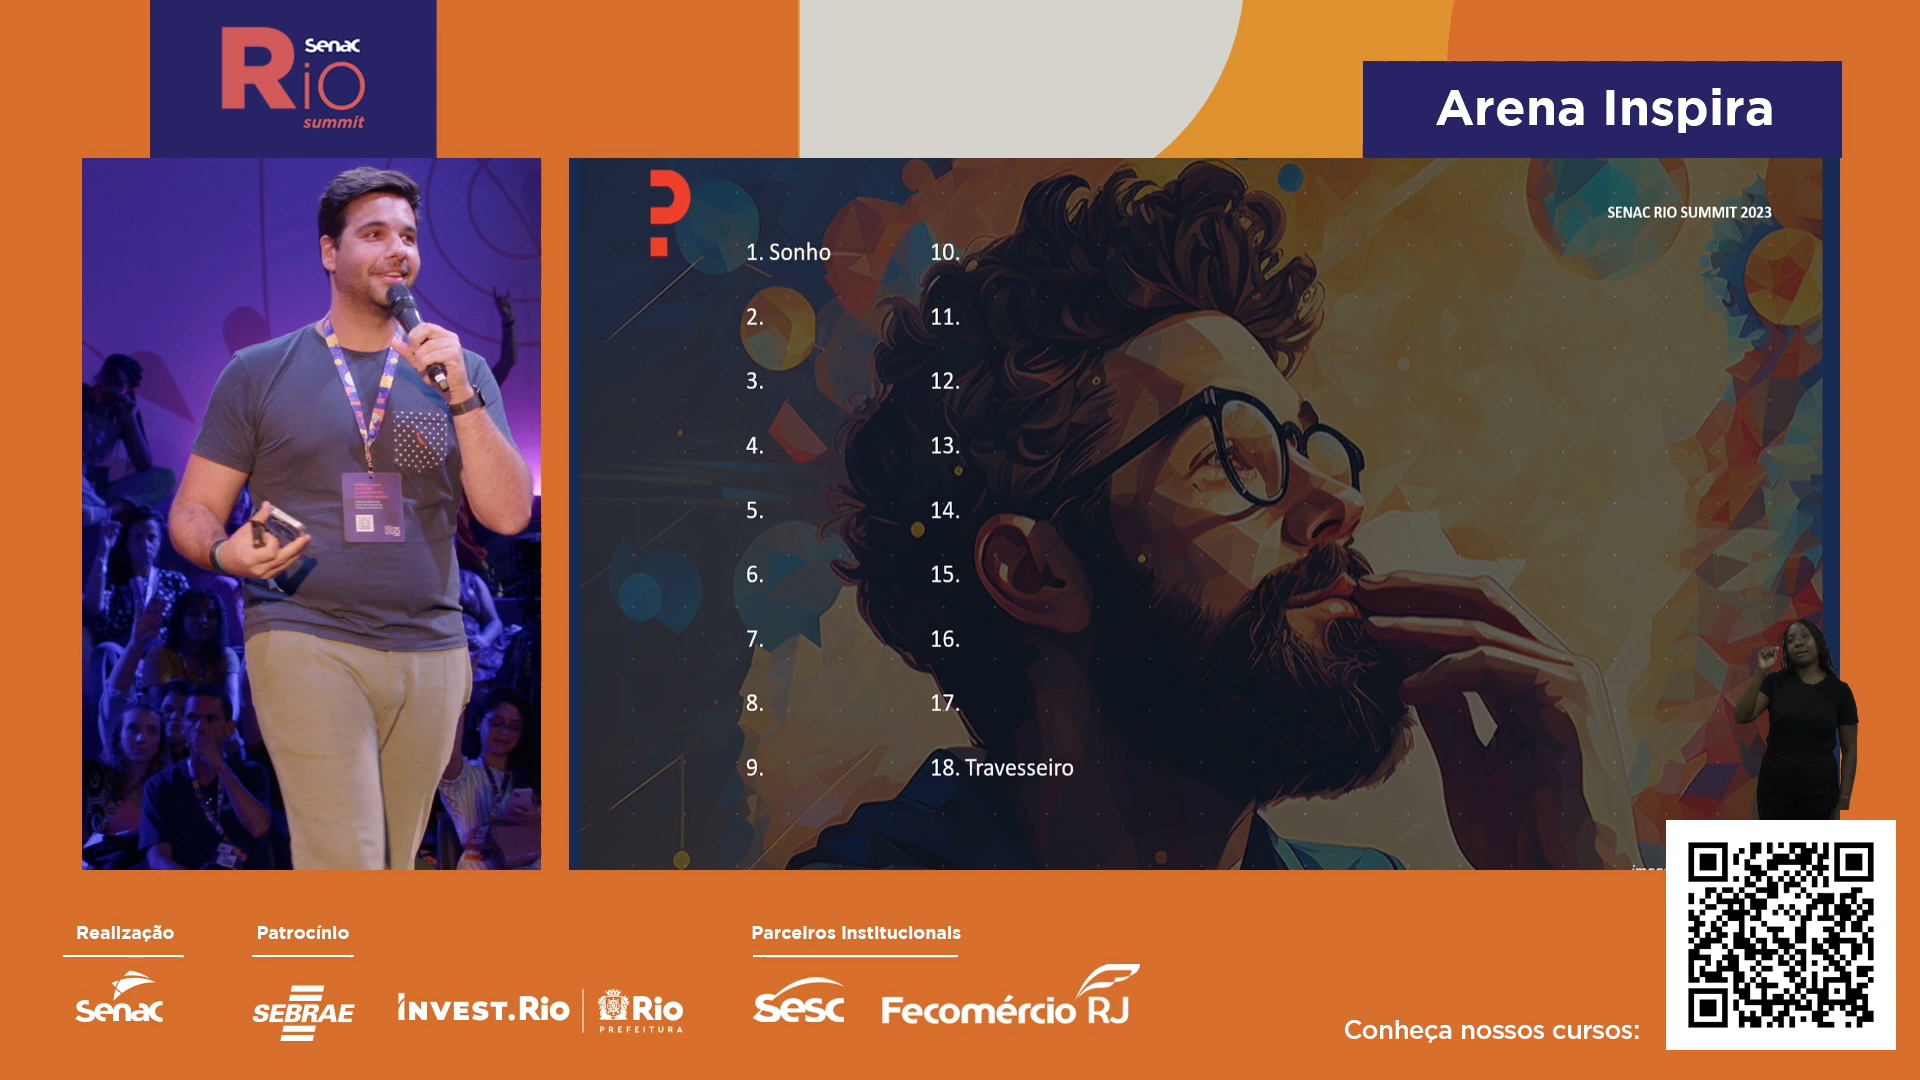 Senac
Rio
summit
Arena Inspira
SENAC RIO SUMMIT 2023
1. Sonho
2.
3.
4.
5.
6.
7.
8.
9.
10.
11.
12.
13.
14.
15.
16.
17.
18. Travesseiro
Realização
Patrocínio
Parceiros Institucionais
Senac
SEBRAE
INVEST.Rio
Rio
PREFEITURA
Sesc
Fecomércio RJ
Conheça nossos cursos: